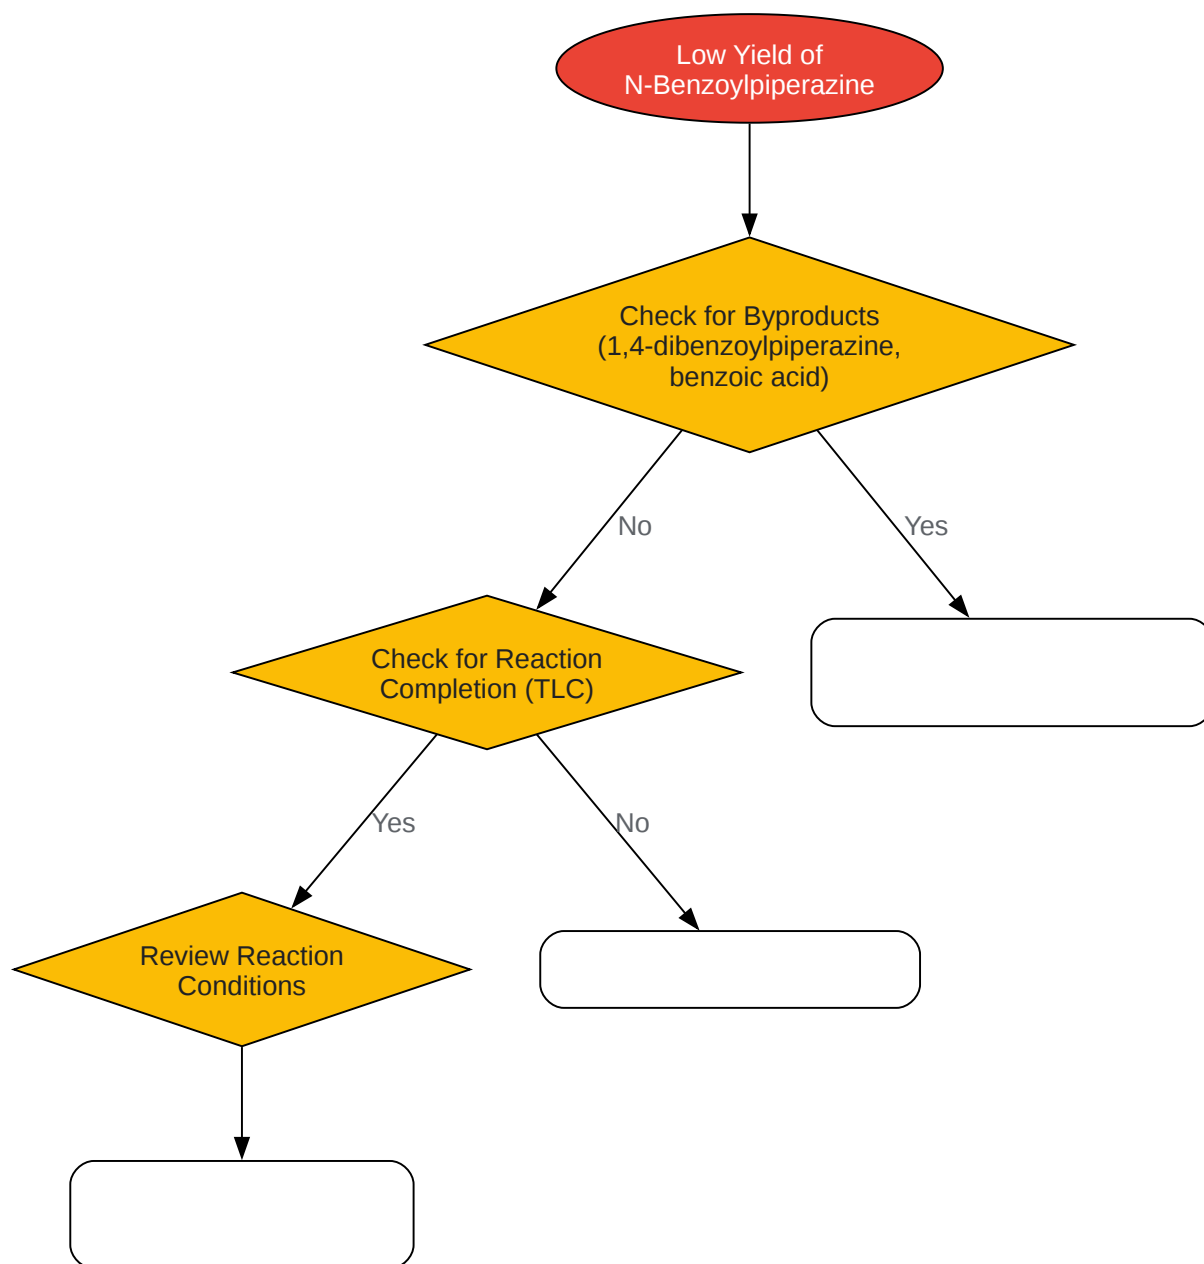 Low Yield of
N-Benzoylpiperazine
Check for Byproducts
(1,4-dibenzoylpiperazine,
benzoic acid)
No
Yes
Check for Reaction
Completion (TLC)
Yes
No
Review Reaction
Conditions